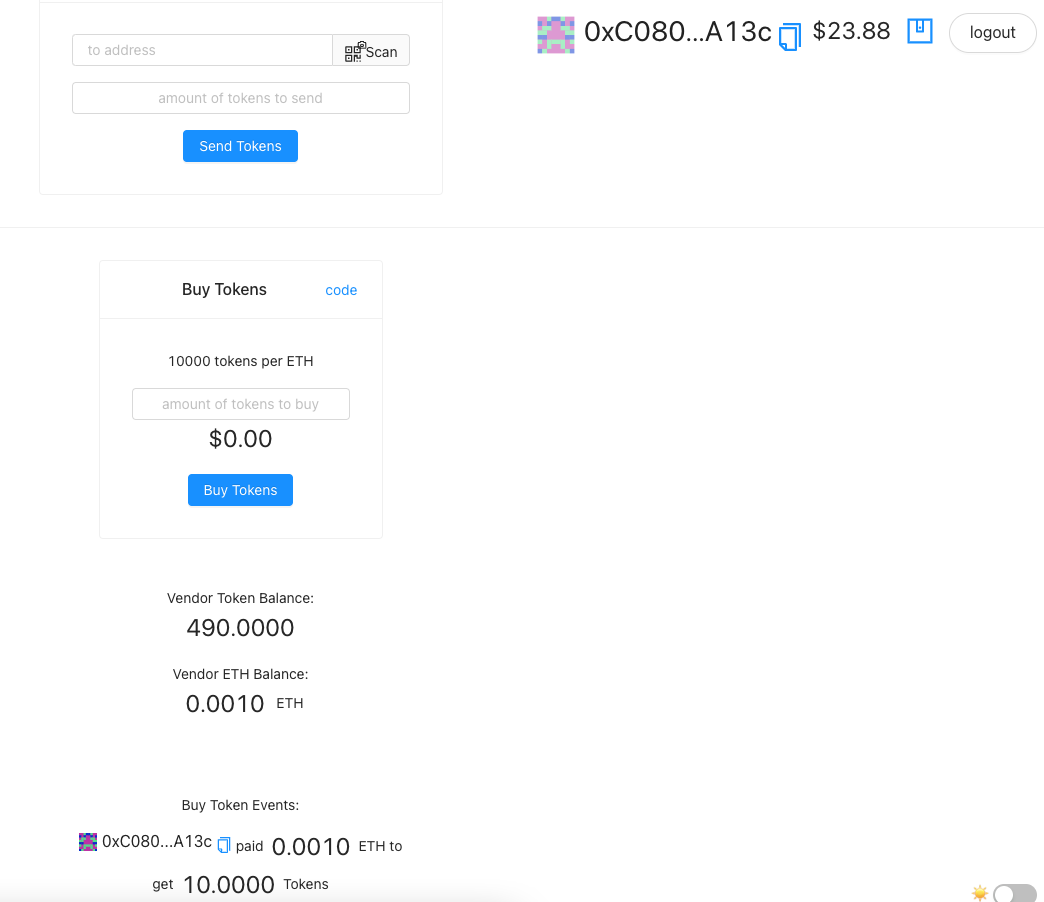 0xC080...A13c $23.88 logout
to address Scan
amount of tokens to send
Send Tokens
Buy Tokens code
10000 tokens per ETH
amount of tokens to buy
$0.00
Buy Tokens
Vendor Token Balance:
490.0000
Vendor ETH Balance:
0.0010 ETH
Buy Token Events:
0xC080...A13c paid 0.0010 ETH to
get 10.0000 Tokens